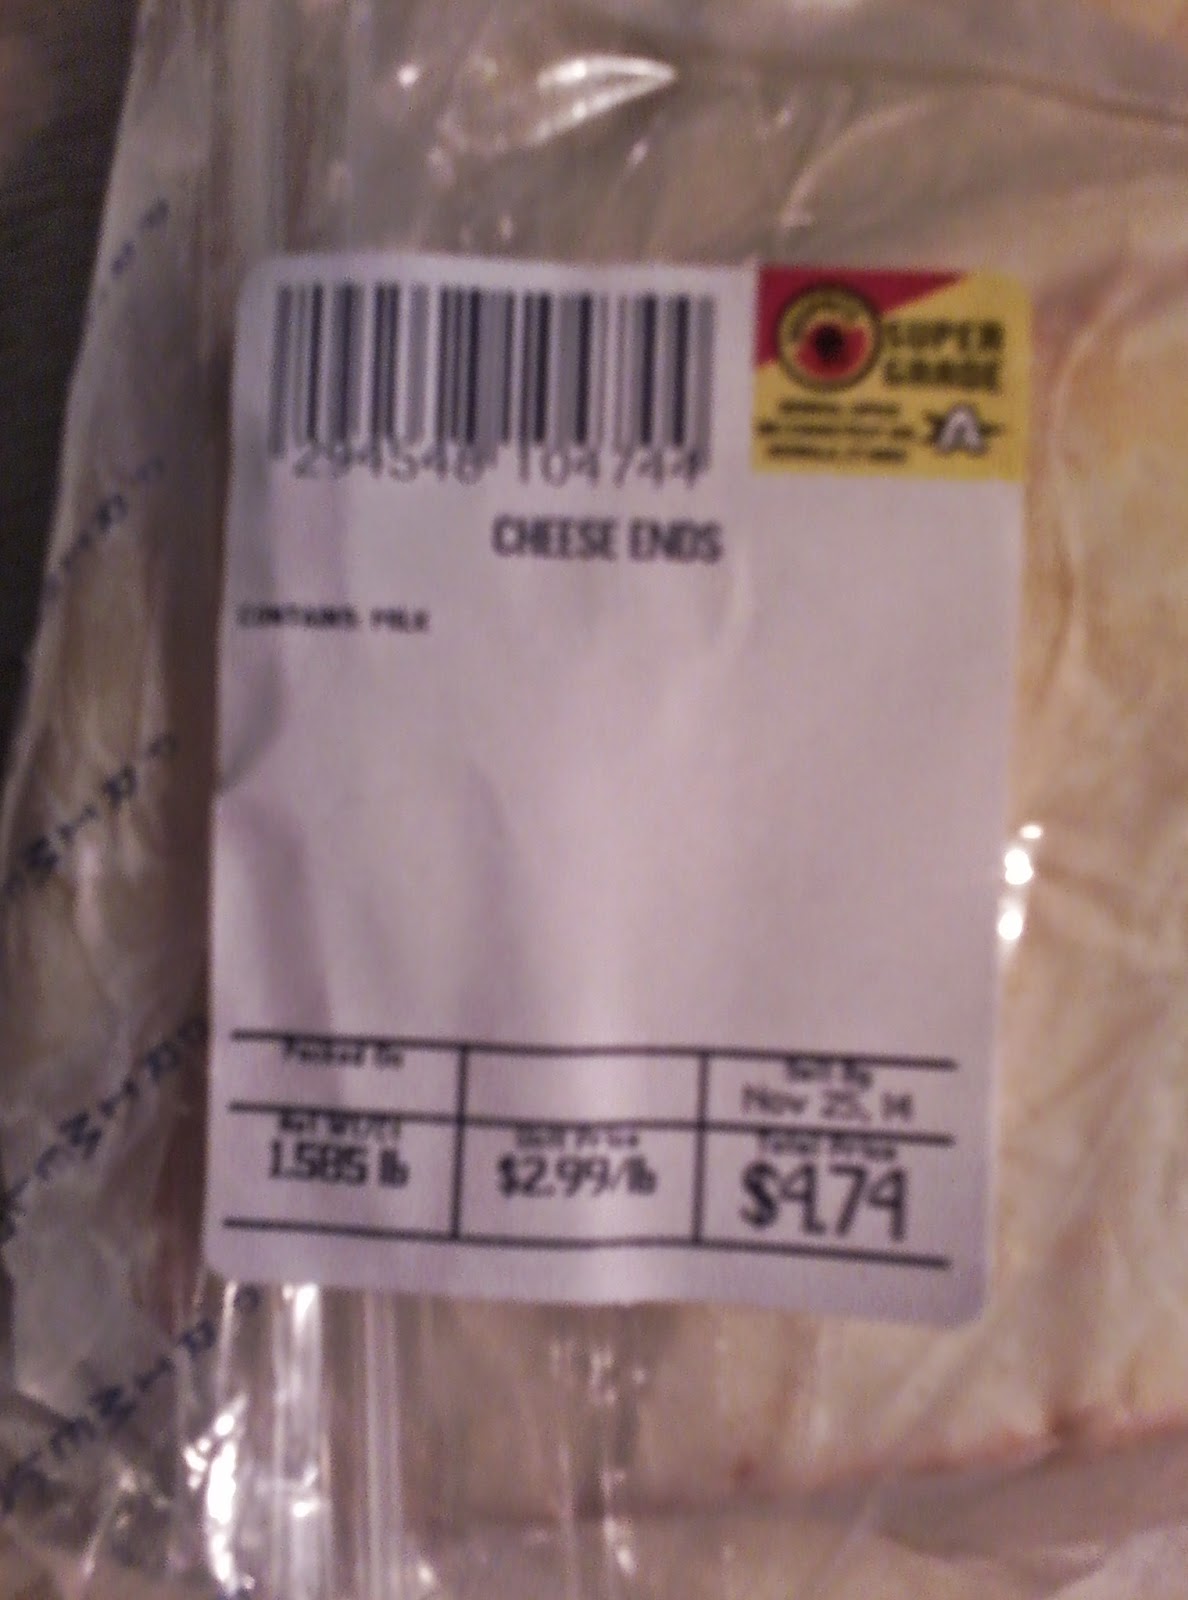 294548 104744
SUPER
GRADE
A
CHEESE ENDS
CONTAINS: MILK
Packed On
Sell By
Nov 25, 14
Net Wt/Ct
1.585 lb
Unit Price
$2.99/lb
Total Price
$4.74